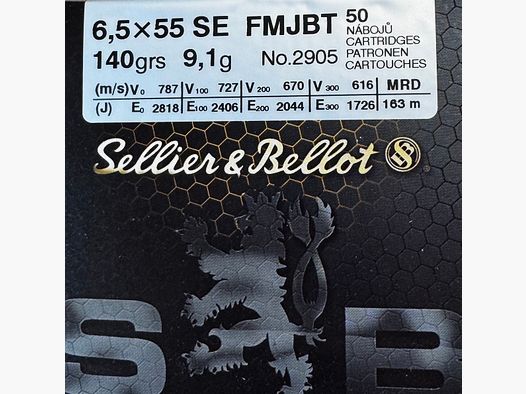 6,5×55 SE FMJBT 50
NÁBOJŮ
CARTRIDGES
PATRONEN
CARTOUCHES
140grs 9,1g No.2905
(m/s) V0 787 V100 727 V200 670 V300 616 MRD
(J) E0 2818 E100 2406 E200 2044 E300 1726 163 m
Sellier & Bellot SB ®
S B